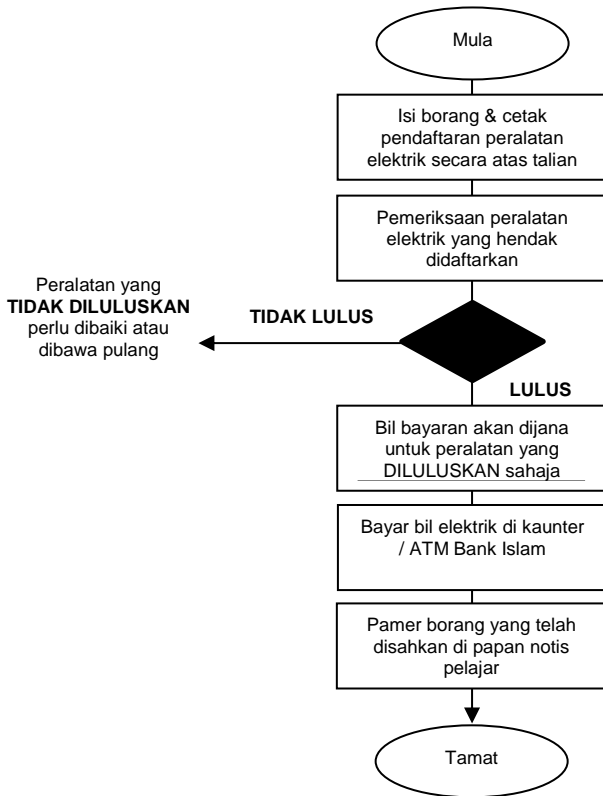 Mula
Isi borang & cetak
pendaftaran peralatan
elektrik secara atas talian
Pemeriksaan peralatan
elektrik yang hendak
didaftarkan
Peralatan yang
TIDAK DILULUSKAN
perlu dibaiki atau
dibawa pulang
TIDAK LULUS
LULUS
Bil bayaran akan dijana
untuk peralatan yang
DILULUSKAN sahaja
Bayar bil elektrik di kaunter
/ ATM Bank Islam
Pamer borang yang telah
disahkan di papan notis
pelajar
Tamat